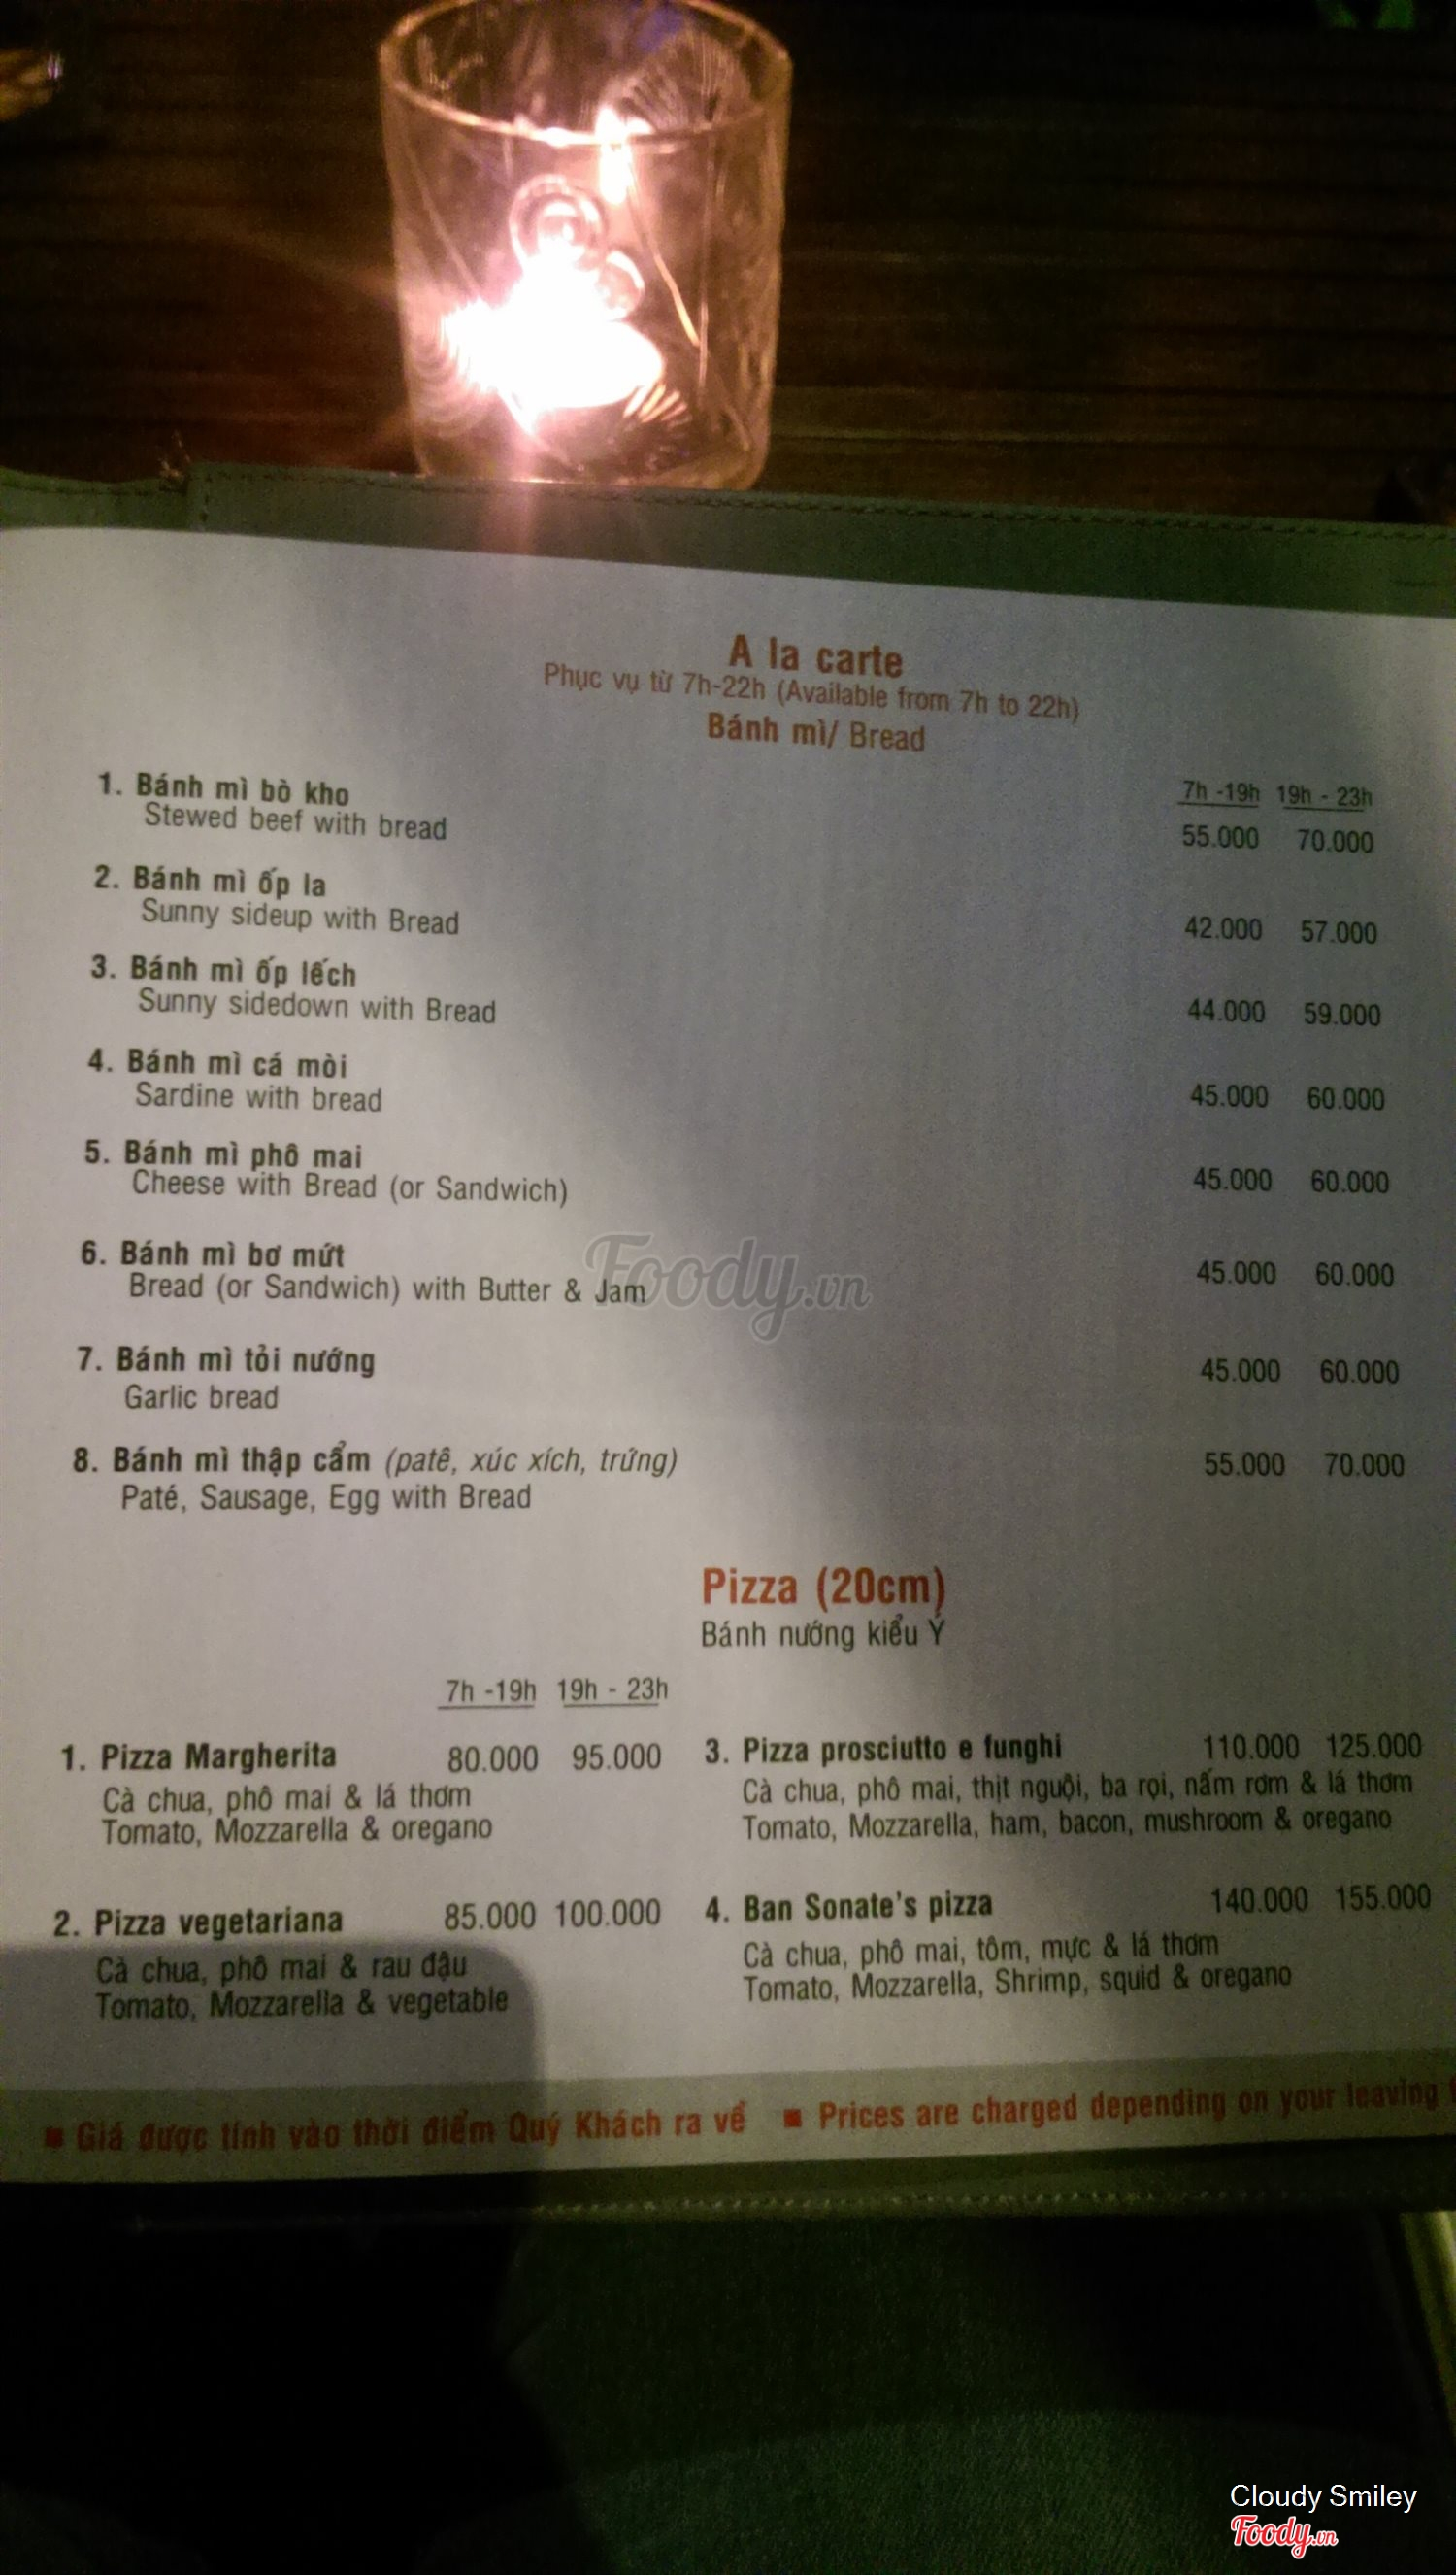 A la carte
Phục vụ từ 7h-22h (Available from 7h to 22h)
Bánh mì/ Bread
7h -19h 19h - 23h
1. Bánh mì bò kho
Stewed beef with bread
55.000 70.000
2. Bánh mì ốp la
Sunny sideup with Bread
42.000 57.000
3. Bánh mì ốp lếch
Sunny sidedown with Bread
44.000 59.000
4. Bánh mì cá mòi
Sardine with bread
45.000 60.000
5. Bánh mì phô mai
Cheese with Bread (or Sandwich)
45.000 60.000
6. Bánh mì bơ mứt
Bread (or Sandwich) with Butter & Jam
45.000 60.000
Foody.vn
7. Bánh mì tỏi nướng
Garlic bread
45.000 60.000
8. Bánh mì thập cẩm (patê, xúc xích, trứng)
Paté, Sausage, Egg with Bread
55.000 70.000
Pizza (20cm)
Bánh nướng kiểu Ý
7h -19h 19h - 23h
1. Pizza Margherita 80.000 95.000
Cà chua, phô mai & lá thơm
Tomato, Mozzarella & oregano
2. Pizza vegetariana 85.000 100.000
Cà chua, phô mai & rau đậu
Tomato, Mozzarella & vegetable
3. Pizza prosciutto e funghi 110.000 125.000
Cà chua, phô mai, thịt nguội, ba rọi, nấm rơm & lá thơm
Tomato, Mozzarella, ham, bacon, mushroom & oregano
4. Ban Sonate's pizza 140.000 155.000
Cà chua, phô mai, tôm, mực & lá thơm
Tomato, Mozzarella, Shrimp, squid & oregano
■ Giá được tính vào thời điểm Quý Khách ra về ■ Prices are charged depending on your leaving
Cloudy Smiley
Foody.vn